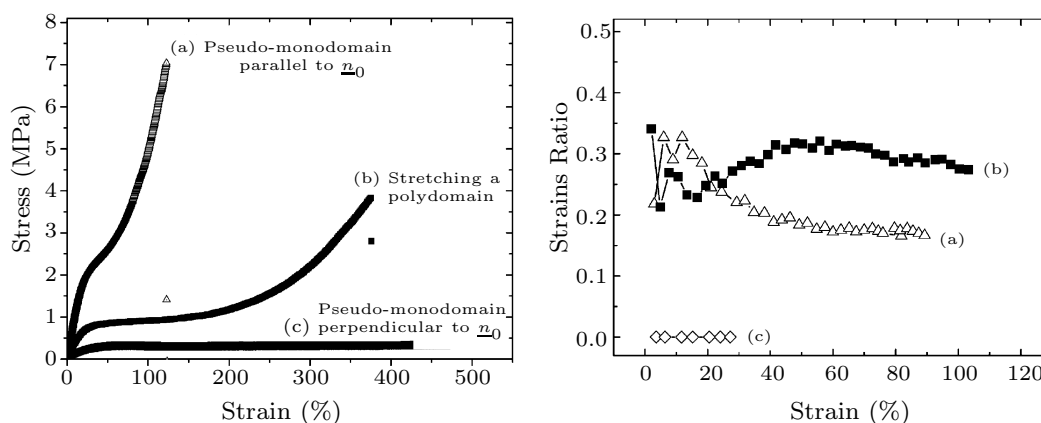 8
7
6
5
4
3
2
1
0
Stress (MPa)
(a) Pseudo-monodomain
parallel to n0
(b) Stretching a
polydomain
Pseudo-monodomain
(c) perpendicular to n0
0 100 200 300 400 500
Strain (%)
0.5
0.4
0.3
0.2
0.1
0.0
Strains Ratio
(b)
(a)
(c)
0 20 40 60 80 100 120
Strain (%)